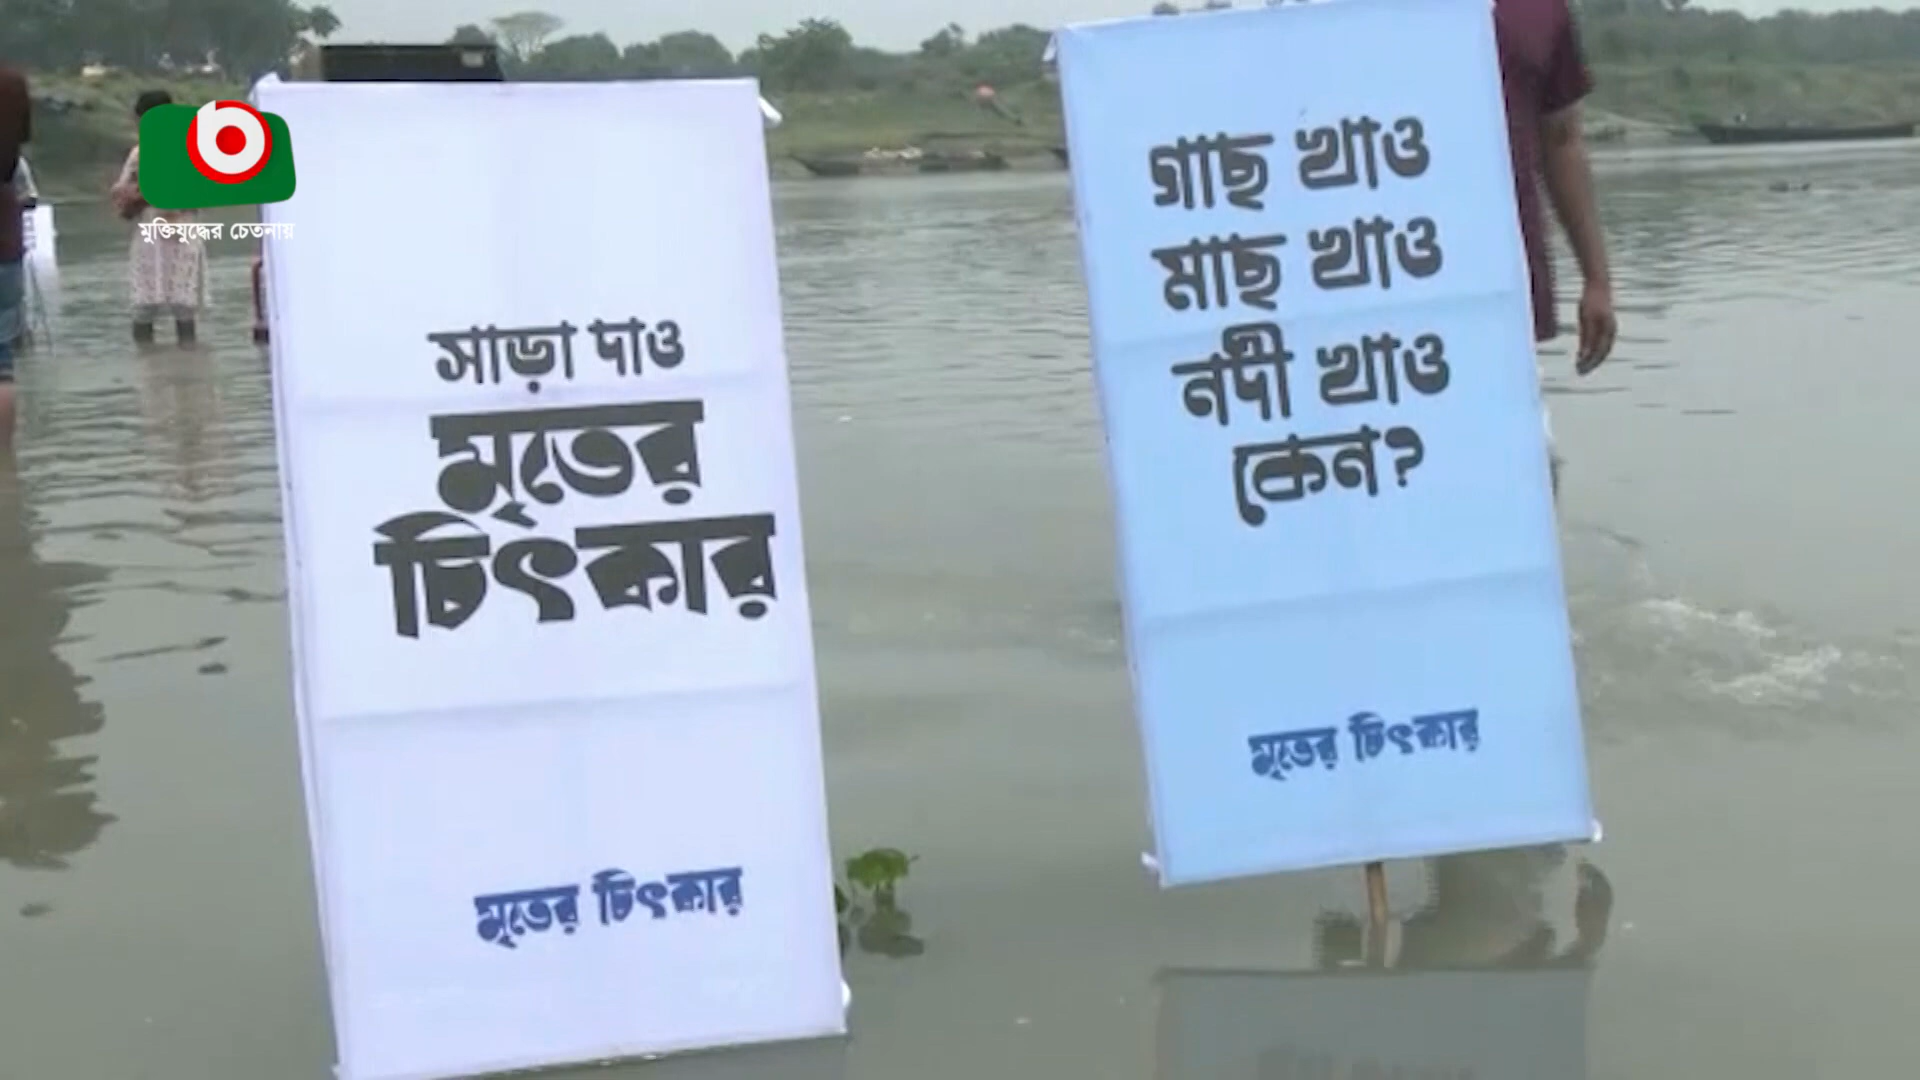 মুক্তিযুদ্ধের চেতনায়
সাড়া দাও
মৃতের
চিৎকার
মৃতের চিৎকার
গাছ খাও
মাছ খাও
নদী খাও
কেন?
মৃতের চিৎকার